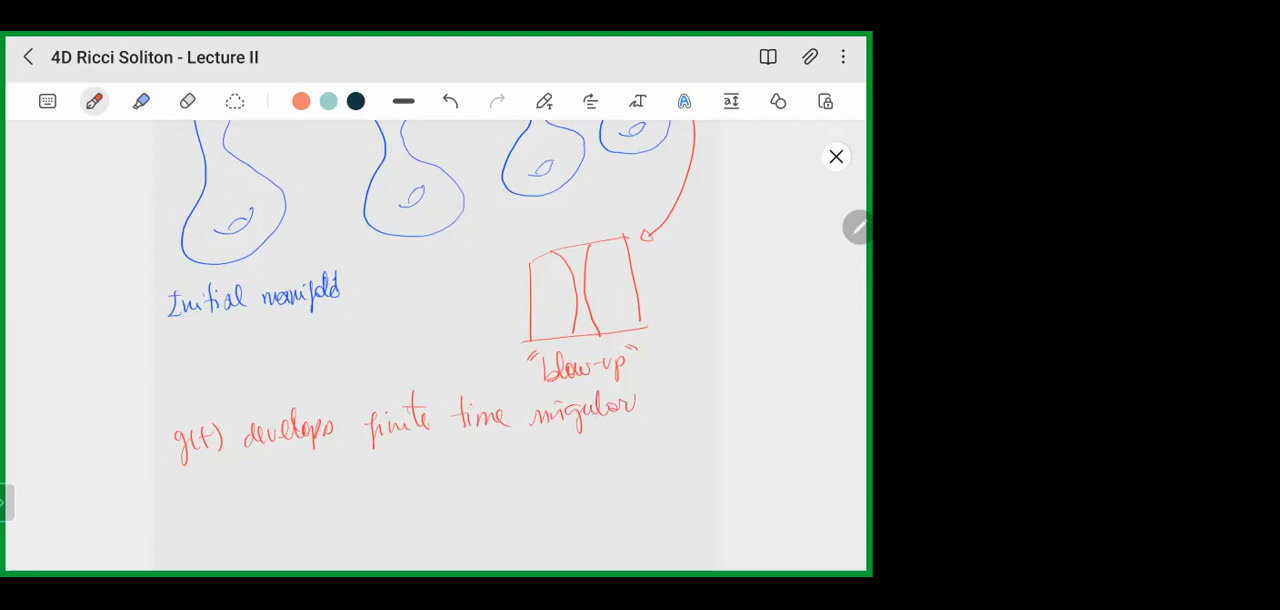 4D Ricci Soliton - Lecture II
Initial manifold
"blow-up"
g(t) develops finite time singular